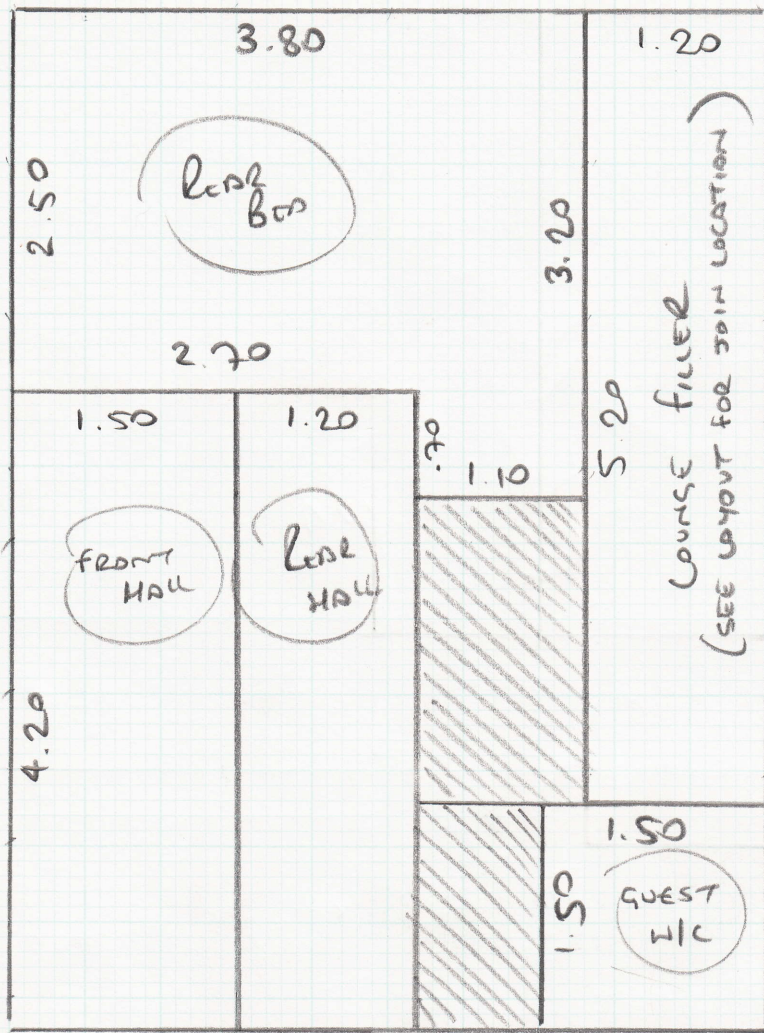 3.80
1.20
2.50
REAR
BED
3.20
2.70
1.50
1.20
.70
1.10
5.20
LOUNGE FILLER
(SEE LAYOUT FOR JOIN LOCATION)
FRONT
HALL
REAR
HALL
4.20
1.50
1.50
GUEST
W/C